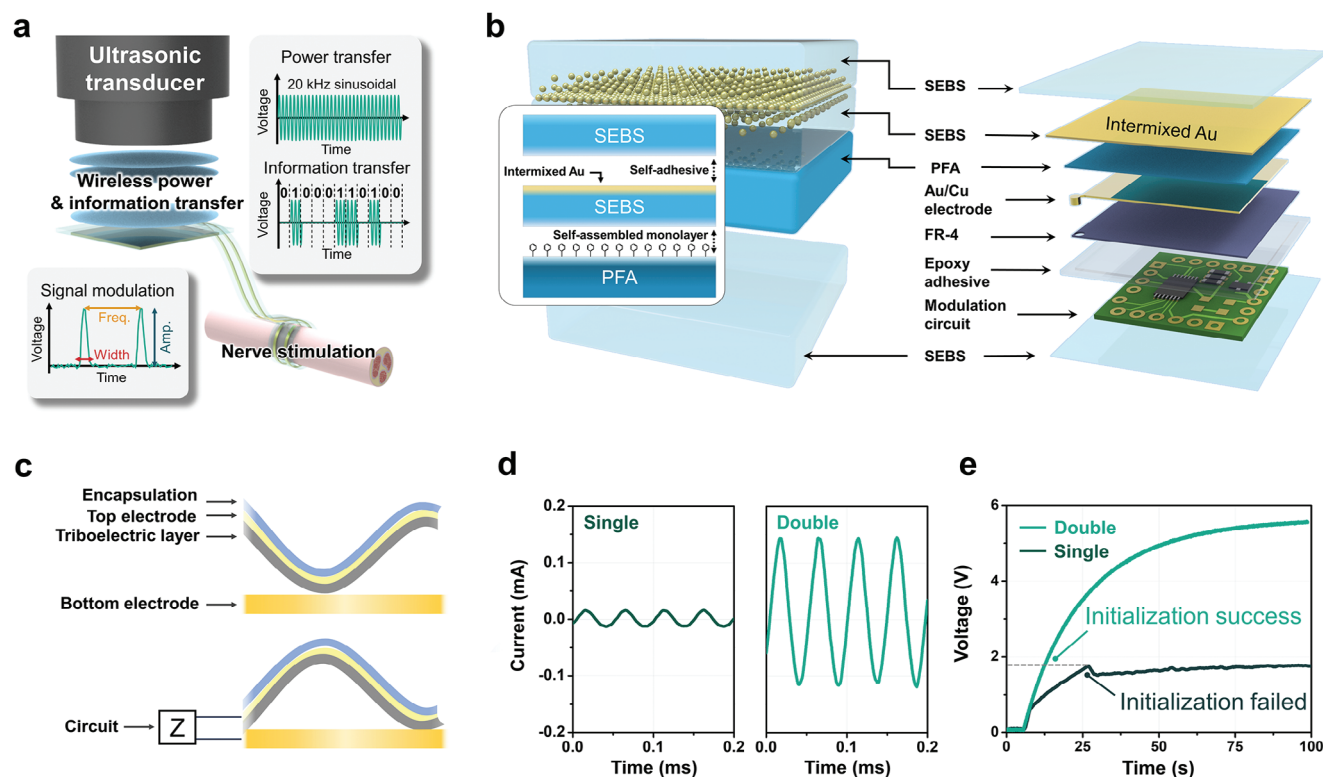 a
Ultrasonic
transducer
Power transfer
20 kHz sinusoidal
Voltage
Time
Information transfer
0 1 0 0 0 1 1 0 1 0 0
Voltage
Time
Wireless power
& information transfer
Signal modulation
Voltage
Freq.
Amp.
Width
Time
Nerve stimulation
b
SEBS
Intermixed Au
Self-adhesive
SEBS
Self-assembled monolayer
PFA
SEBS
SEBS
PFA
Au/Cu
electrode
FR-4
Epoxy
adhesive
Modulation
circuit
SEBS
Intermixed Au
c
Encapsulation
Top electrode
Triboelectric layer
Bottom electrode
Circuit
Z
d
Current (mA)
0.2
0.1
0.0
-0.1
-0.2
Single
0.0
0.1
0.2
Time (ms)
Double
0.0
0.1
0.2
Time (ms)
e
Voltage (V)
6
4
2
0
Double
Single
Initialization success
Initialization failed
0
25
50
75
100
Time (s)